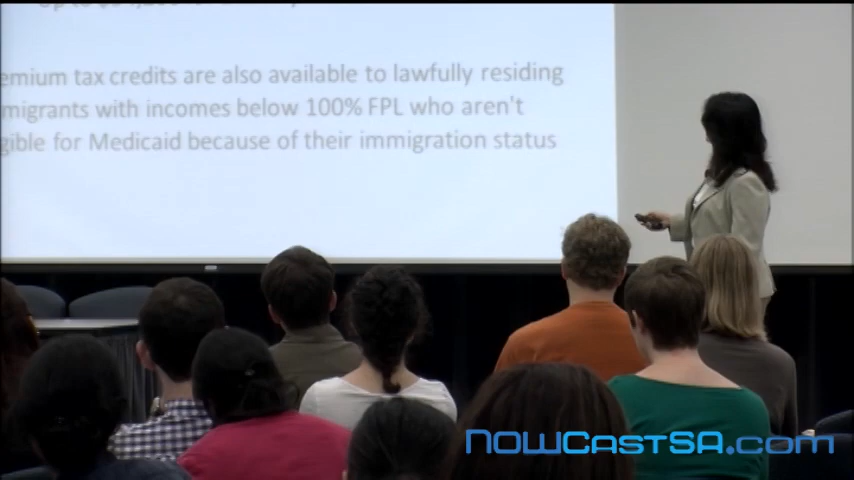 emium tax credits are also available to lawfully residing
migrants with incomes below 100% FPL who aren't
gible for Medicaid because of their immigration status
NOWCastSA.com